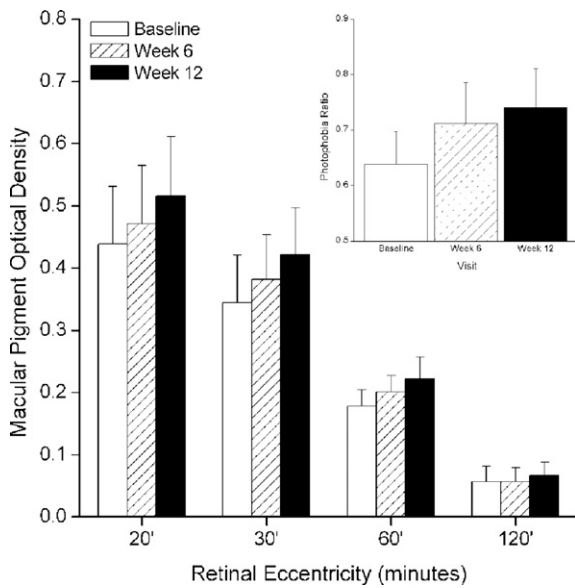 Baseline
Week 6
Week 12
Macular Pigment Optical Density
0.8
0.7
0.6
0.5
0.4
0.3
0.2
0.1
0.0
20' 30' 60' 120'
Retinal Eccentricity (minutes)
Photophobia Ratio
0.9
0.8
0.7
0.6
0.5
Baseline Week 6 Week 12
Visit